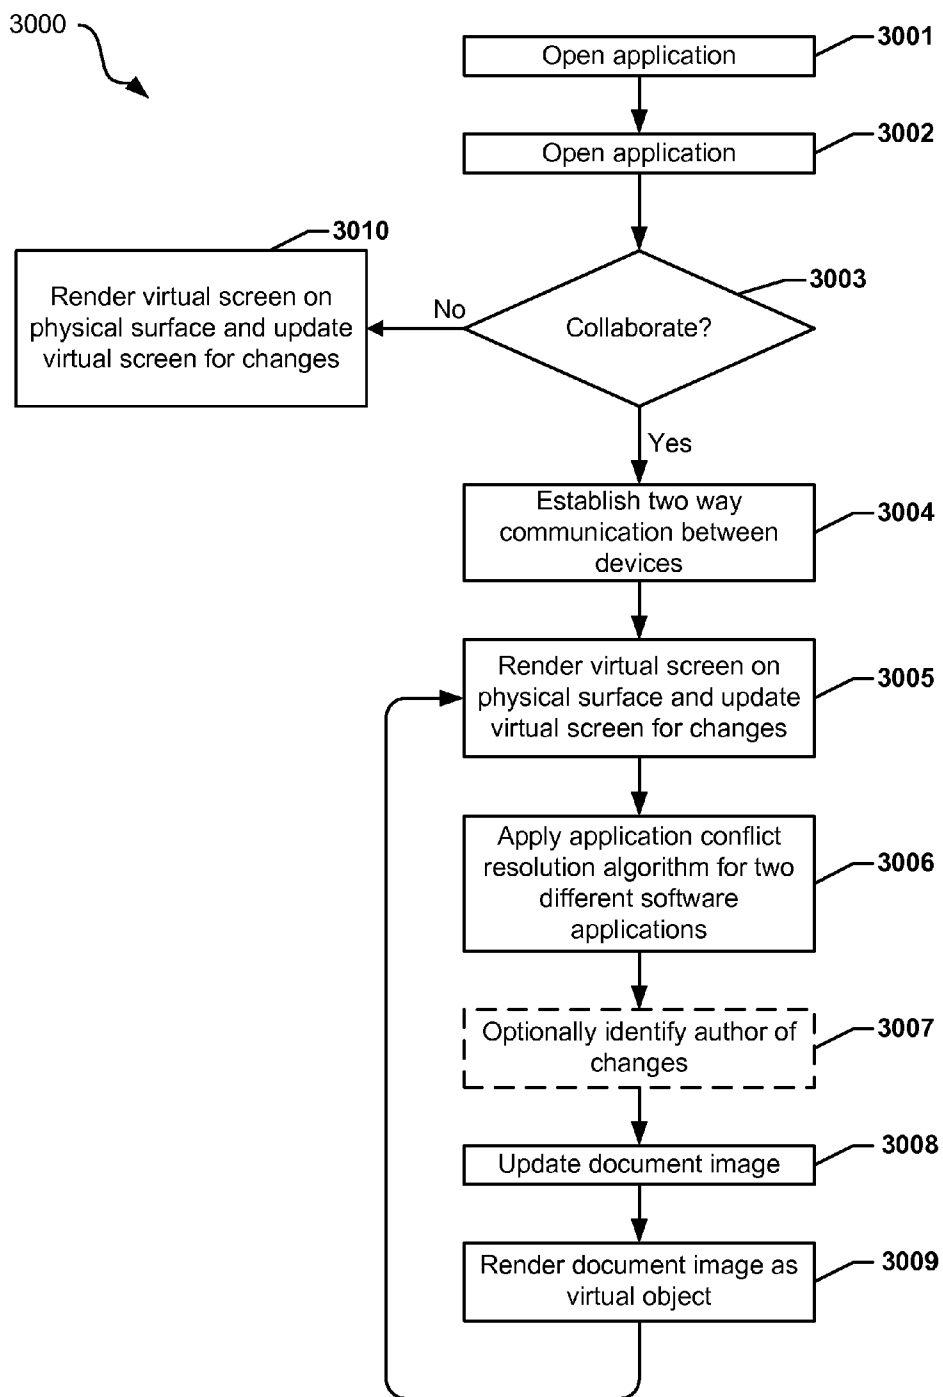 3000
Open application
3001
Open application
3002
3010
Render virtual screen on
physical surface and update
virtual screen for changes
No
Collaborate?
3003
Yes
Establish two way
communication between
devices
3004
Render virtual screen on
physical surface and update
virtual screen for changes
3005
Apply application conflict
resolution algorithm for two
different software
applications
3006
Optionally identify author of
changes
3007
Update document image
3008
Render document image as
virtual object
3009